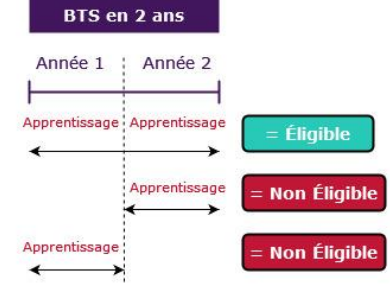 BTS en 2 ans
Année 1 Année 2
Apprentissage Apprentissage
= Éligible
Apprentissage
= Non Éligible
Apprentissage
= Non Éligible